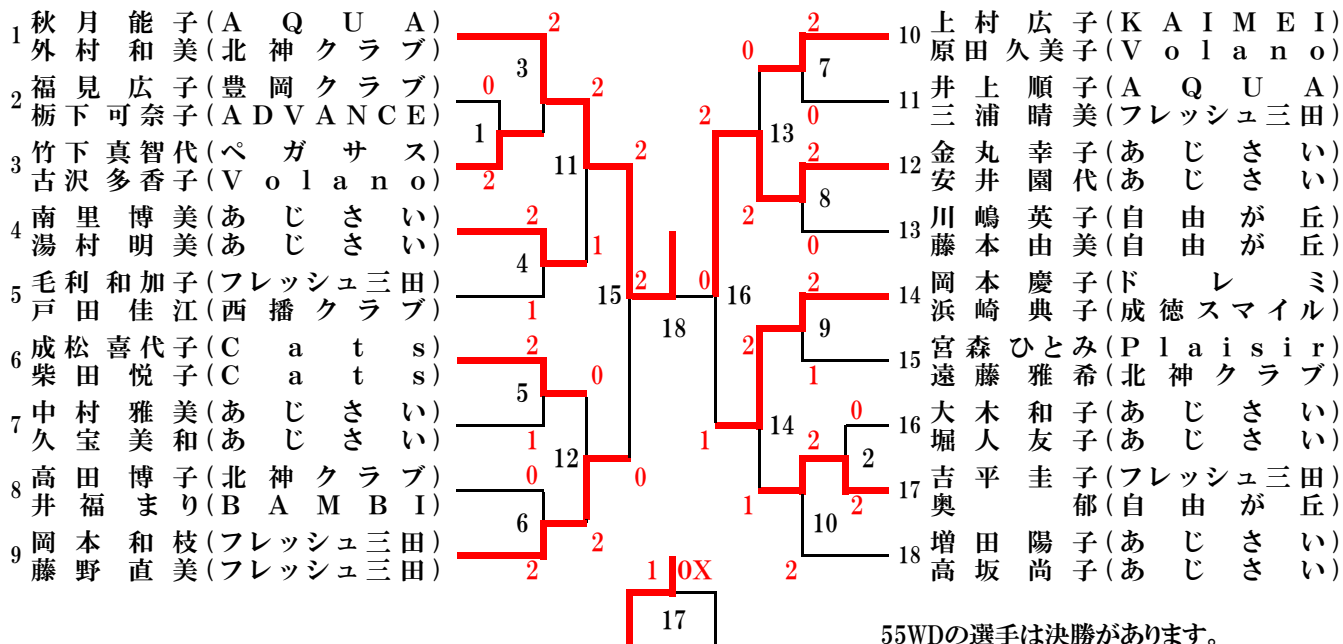 1 秋月能子(AQUA)
外村和美(北神クラブ)
2 福見広子(豊岡クラブ)
栃下可奈子(ADVANCE)
3 竹下真智代(ペガサス)
古沢多香子(Volano)
4 南里博美(あじさい)
湯村明美(あじさい)
5 毛利和加子(フレッシュ三田)
戸田佳江(西播クラブ)
6 成松喜代子(Cats)
柴田悦子(Cats)
7 中村雅美(あじさい)
久宝美和(あじさい)
8 高田博子(北神クラブ)
井福まり(BAMBI)
9 岡本和枝(フレッシュ三田)
藤野直美(フレッシュ三田)
2
3
0
2
1
2
11
2
2
4
1
1
15
2
2
5
0
1
12
0
0
6
2
2
18
1 0X
17
2
0
7
0
2
13
2
8
2
0
0
16
2
2
9
1
1
14
0
2
2
2
1
10
2
10 上村広子(KAIMEI)
原田久美子(Volano)
11 井上順子(AQUA)
三浦晴美(フレッシュ三田)
12 金丸幸子(あじさい)
安井園代(あじさい)
13 川嶋英子(自由が丘)
藤本由美(自由が丘)
14 岡本慶子(ドレミ)
浜崎典子(成徳スマイル)
15 宮森ひとみ(Plaisir)
遠藤雅希(北神クラブ)
16 大木和子(あじさい)
堀人友子(あじさい)
17 吉平圭子(フレッシュ三田)
奥郁(自由が丘)
18 増田陽子(あじさい)
高坂尚子(あじさい)
55WDの選手は決勝があります。